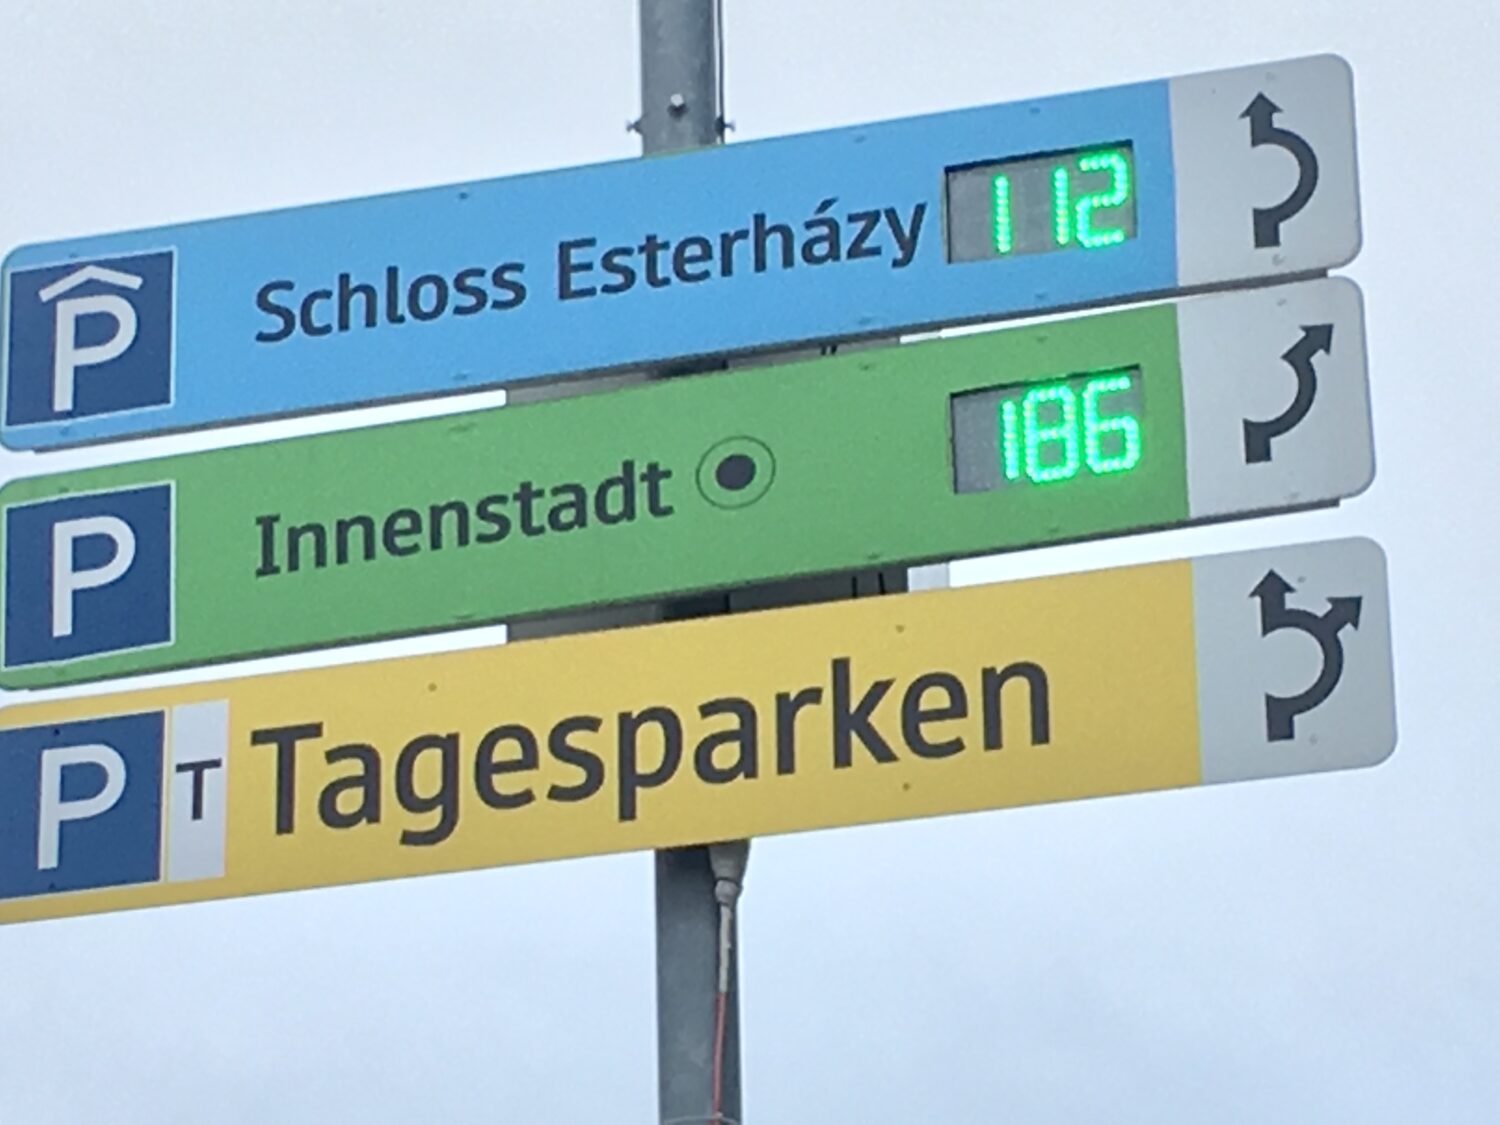 P Schloss Esterházy 112
P Innenstadt 186
P T Tagesparken